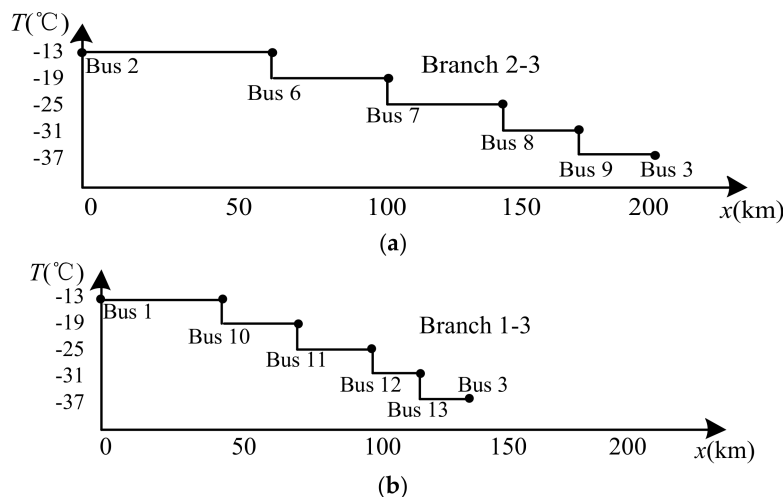 T(℃)
-13
Bus 2
Branch 2-3
-19
Bus 6
-25
Bus 7
-31
Bus 8
-37
Bus 9 Bus 3
0 50 100 150 200 x(km)
(a)
T(℃)
-13
Bus 1
-19
Bus 10
Branch 1-3
-25
Bus 11
-31
Bus 12 Bus 3
-37
Bus 13
0 50 100 150 200 x(km)
(b)